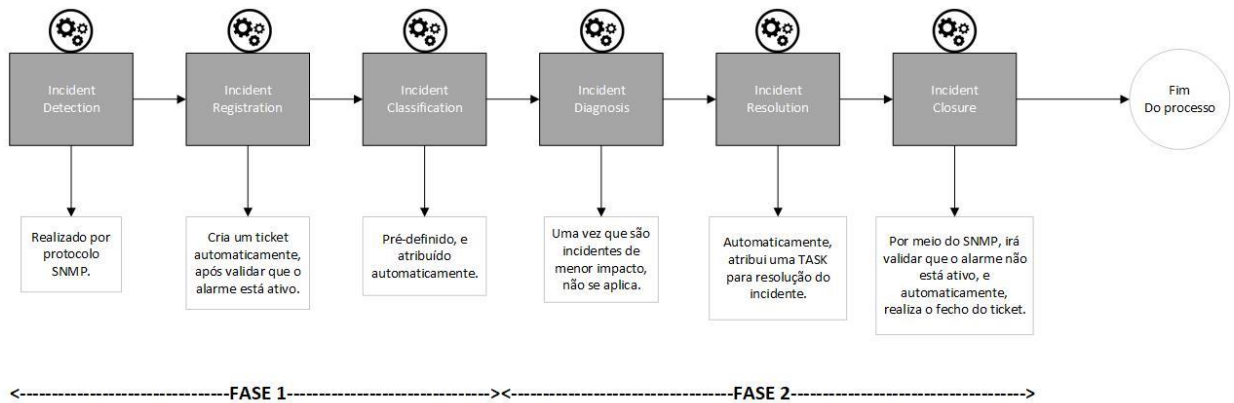 Incident
Detection
Incident
Registration
Incident
Classification
Incident
Diagnosis
Incident
Resolution
Incident
Closure
Fim
Do processo
Realizado por
protocolo
SNMP.
Cria um ticket
automaticamente,
após validar que o
alarme está ativo.
Pré-definido, e
atribuído
automaticamente.
Uma vez que são
incidentes de
menor impacto,
não se aplica.
Automaticamente,
atribui uma TASK
para resolução do
incidente.
Por meio do SNMP, irá
validar que o alarme não
está ativo, e
automaticamente,
realiza o fecho do ticket.
<-----------------------------FASE 1-----------------------------><-----------------------------FASE 2----------------------------->